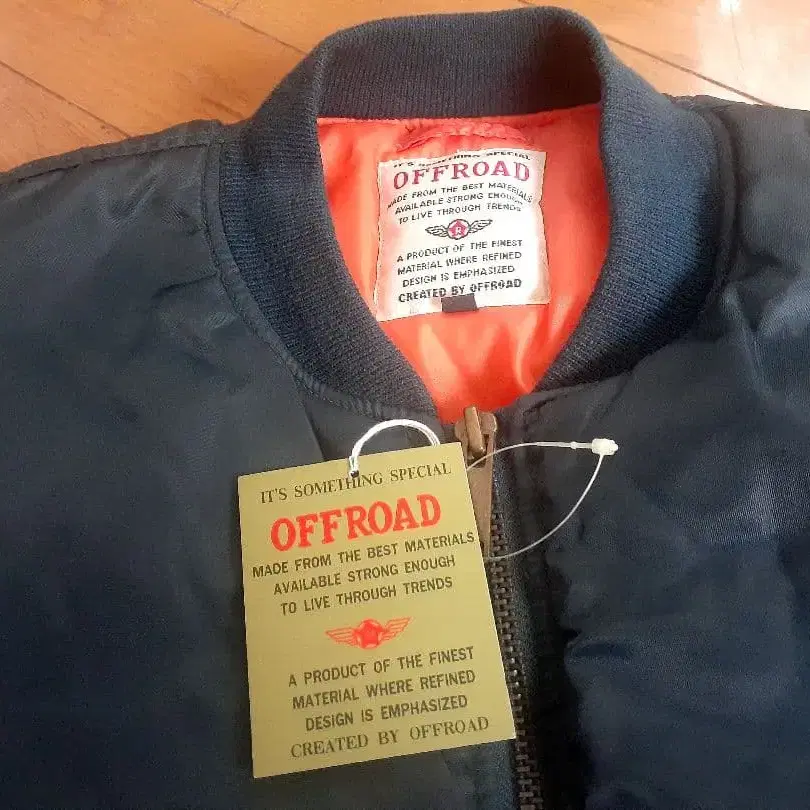 IT'S SOMETHING SPECIAL
OFFROAD
MADE FROM THE BEST MATERIALS
AVAILABLE STRONG ENOUGH
TO LIVE THROUGH TRENDS
R
A PRODUCT OF THE FINEST
MATERIAL WHERE REFINED
DESIGN IS EMPHASIZED
CREATED BY OFFROAD
IT'S SOMETHING SPECIAL
OFFROAD
MADE FROM THE BEST MATERIALS
AVAILABLE STRONG ENOUGH
TO LIVE THROUGH TRENDS
A PRODUCT OF THE FINEST
MATERIAL WHERE REFINED
DESIGN IS EMPHASIZED
CREATED BY OFFROAD